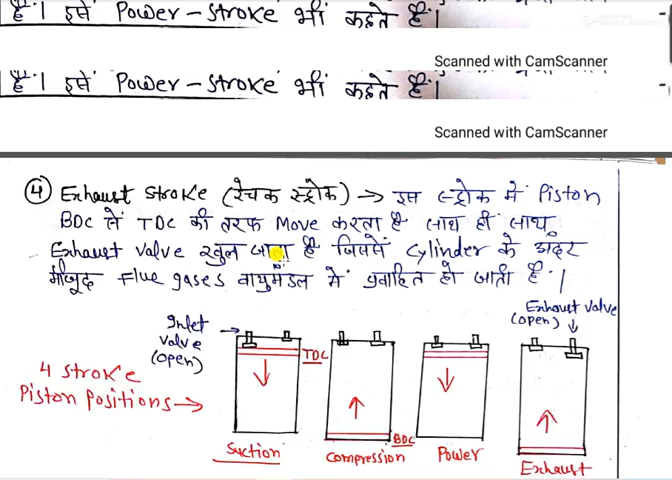 है। इसे Power-stroke भी कहते है।
Scanned with CamScanner
है। इसे Power-stroke भी कहते है।
Scanned with CamScanner
④ Exhaust Stroke (रेचक स्ट्रोक) → इस स्ट्रोक में Piston
BDC से TDC की तरफ Move करता है साथ ही साथ
Exhaust Valve खुल जाता है जिससे Cylinder के अंदर
मौजूद Flue gases वायुमंडल में प्रवाहित हो जाती है।
Inlet valve (open) →
Exhaust Valve (open) ↓
4 Stroke
Piston Positions →
TDC
BDC
Suction
Compression
Power
Exhaust